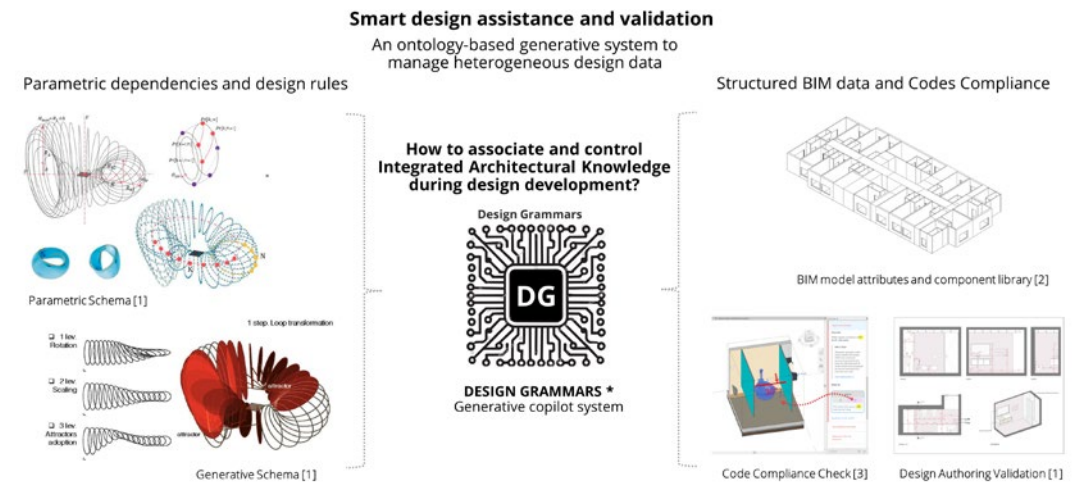 Smart design assistance and validation
An ontology-based generative system to
manage heterogeneous design data
Parametric dependencies and design rules
Structured BIM data and Codes Compliance
How to associate and control
Integrated Architectural Knowledge
during design development?
Design Grammars
DG
DESIGN GRAMMARS *
Generative copilot system
K
N
Parametric Schema [1]
1 step. Loop transformation
❑ 1 lev.
Rotation
❑ 2 lev.
Scaling
❑ 3 lev.
Attractors
adoption
attractor
attractor
Generative Schema [1]
BIM model attributes and component library [2]
Code Compliance Check [3]
Design Authoring Validation [1]